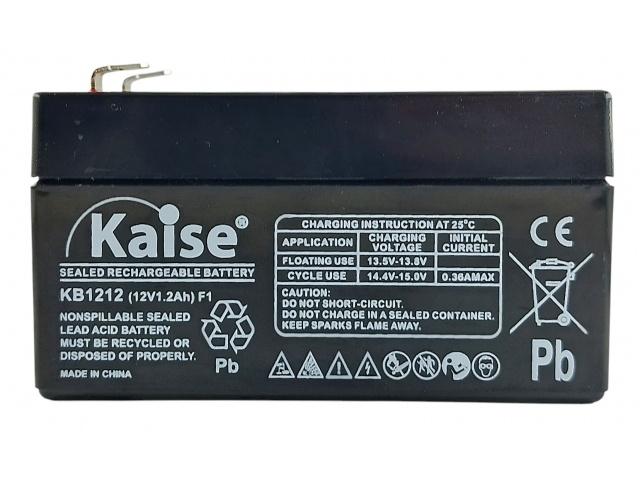 Kaise®
SEALED RECHARGEABLE BATTERY
KB1212 (12V1.2Ah) F1
NONSPILLABLE SEALED
LEAD ACID BATTERY
MUST BE RECYCLED OR
DISPOSED OF PROPERLY.
MADE IN CHINA
Pb
CHARGING INSTRUCTION AT 25°C
APPLICATION CHARGING VOLTAGE INITIAL CURRENT
FLOATING USE 13.5V-13.8V
CYCLE USE 14.4V-15.0V 0.36AMAX
CAUTION:
DO NOT SHORT-CIRCUIT.
DO NOT CHARGE IN A SEALED CONTAINER.
KEEP SPARKS FLAME AWAY.
CE
Pb